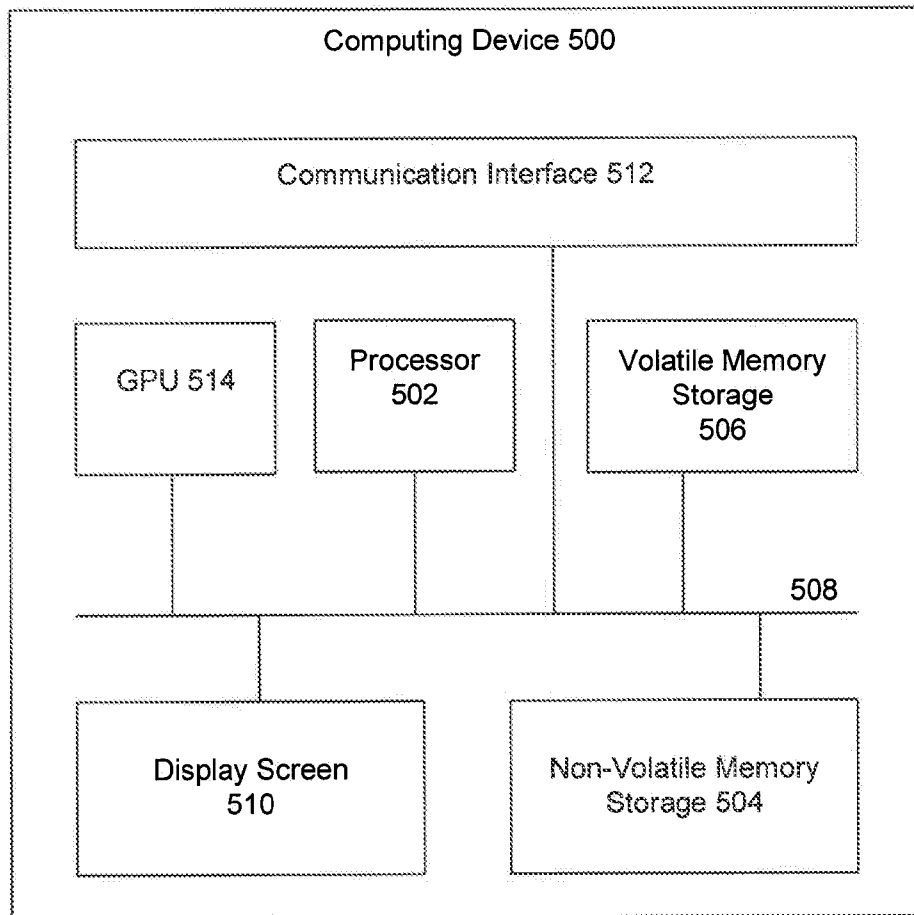 Computing Device 500
Communication Interface 512
GPU 514
Processor
502
Volatile Memory
Storage
506
508
Display Screen
510
Non-Volatile Memory
Storage 504